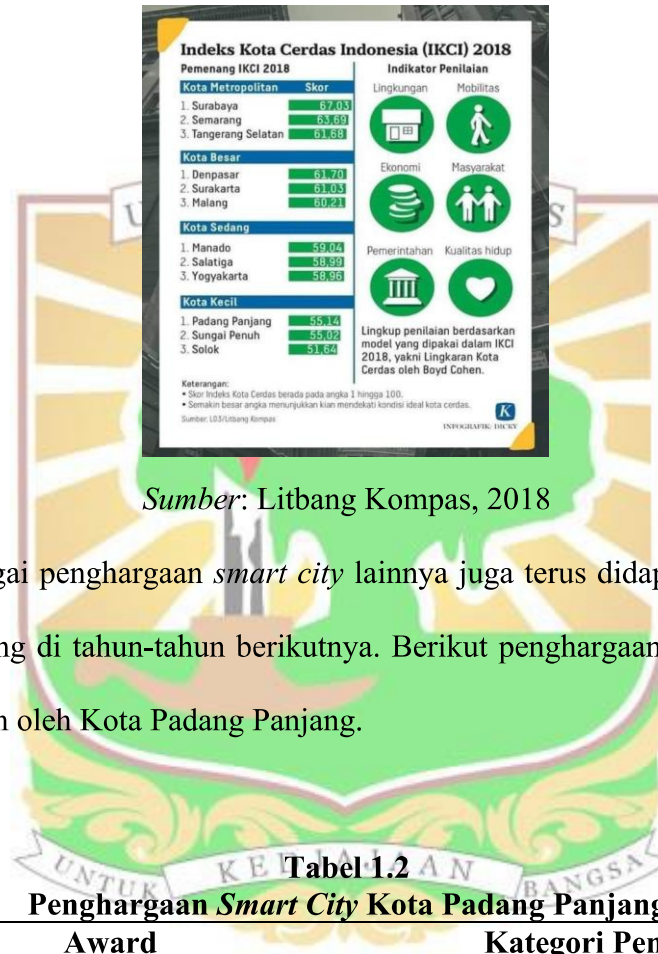 Indeks Kota Cerdas Indonesia (IKCI) 2018
Pemenang IKCI 2018
Kota Metropolitan Skor
1. Surabaya 67,03
2. Semarang 63,69
3. Tangerang Selatan 61,68
Kota Besar
1. Denpasar 61,70
2. Surakarta 61,03
3. Malang 60,21
Kota Sedang
1. Manado 59,04
2. Salatiga 58,99
3. Yogyakarta 58,96
Kota Kecil
1. Padang Panjang 55,14
2. Sungai Penuh 55,02
3. Solok 51,64
Indikator Penilaian
Lingkungan Mobilitas
Ekonomi Masyarakat
Pemerintahan Kualitas hidup
Lingkup penilaian berdasarkan
model yang dipakai dalam IKCI
2018, yakni Lingkaran Kota
Cerdas oleh Boyd Cohen.
Keterangan:
• Skor Indeks Kota Cerdas berada pada angka 1 hingga 100.
• Semakin besar angka menunjukkan kian mendekati kondisi ideal kota cerdas.
Sumber: LO3/Litbang Kompas
K
INFOGRAFIK: DICKY
Sumber: Litbang Kompas, 2018
gai penghargaan smart city lainnya juga terus didap
ng di tahun-tahun berikutnya. Berikut penghargaan
n oleh Kota Padang Panjang.
UNTUK KEDJAJAAN BANGSA
Tabel 1.2
Penghargaan Smart City Kota Padang Panjang
Award Kategori Pen